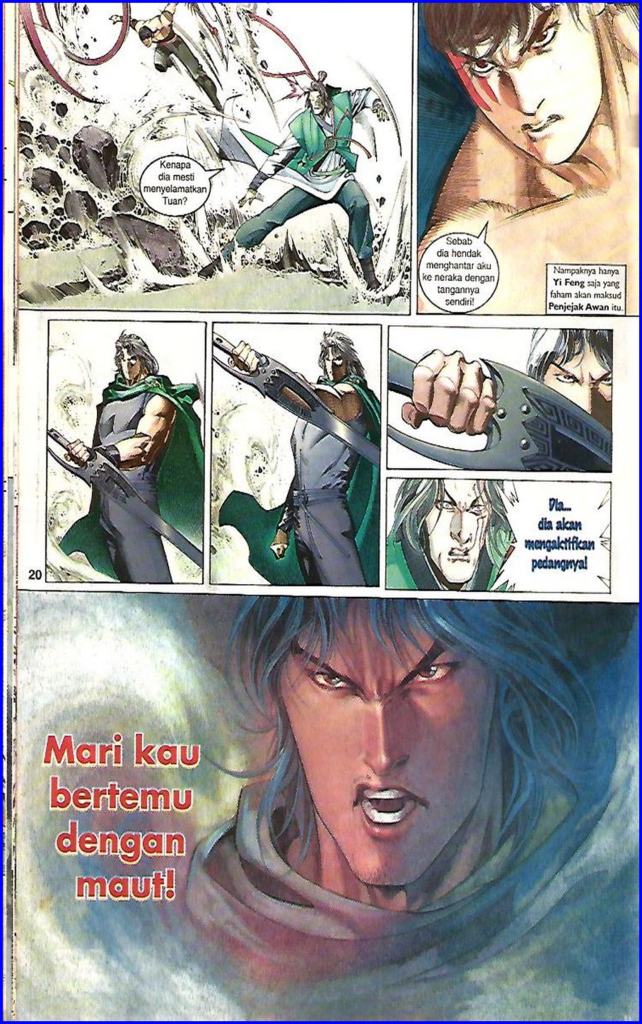 Kenapa
dia mesti
menyelamatkan
Tuan?
Sebab
dia hendak
menghantar aku
ke neraka dengan
tangannya
sendiri!
Nampaknya hanya
Yi Feng saja yang
faham akan maksud
Penjejak Awan itu.
Dia...
dia akan
mengaktifkan
pedangnya!
20
Mari kau
bertemu
dengan
maut!